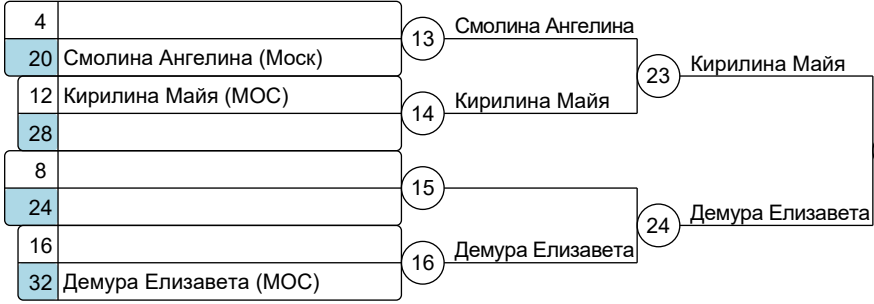 4
20 Смолина Ангелина (Моск)
13 Смолина Ангелина
12 Кирилина Майя (МОС)
28
14 Кирилина Майя
23 Кирилина Майя
8
24
15
16
32 Демура Елизавета (МОС)
16 Демура Елизавета
24 Демура Елизавета